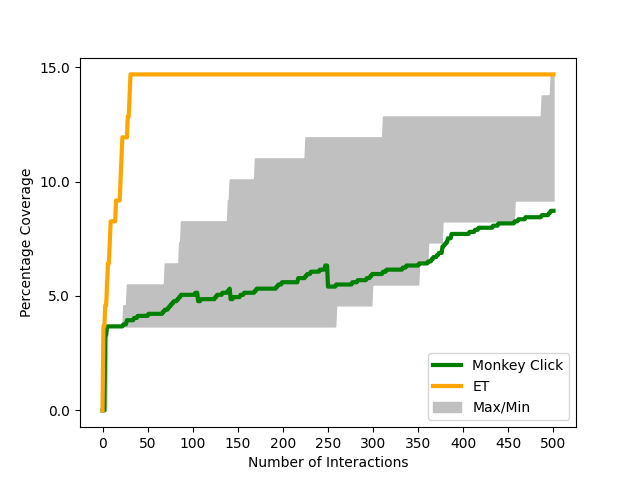 Percentage Coverage
15.0
10.0
5.0
0.0
Monkey Click
ET
Max/Min
0 50 100 150 200 250 300 350 400 450 500
Number of Interactions